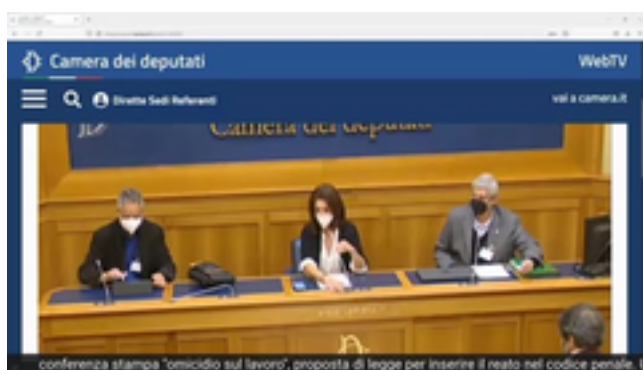 Camera dei deputati
WebTV
Dirette Sedi Referenti
vai a camera.it
Camera dei deputati
conferenza stampa "omicidio sul lavoro", proposta di legge per inserire il reato nel codice penale.